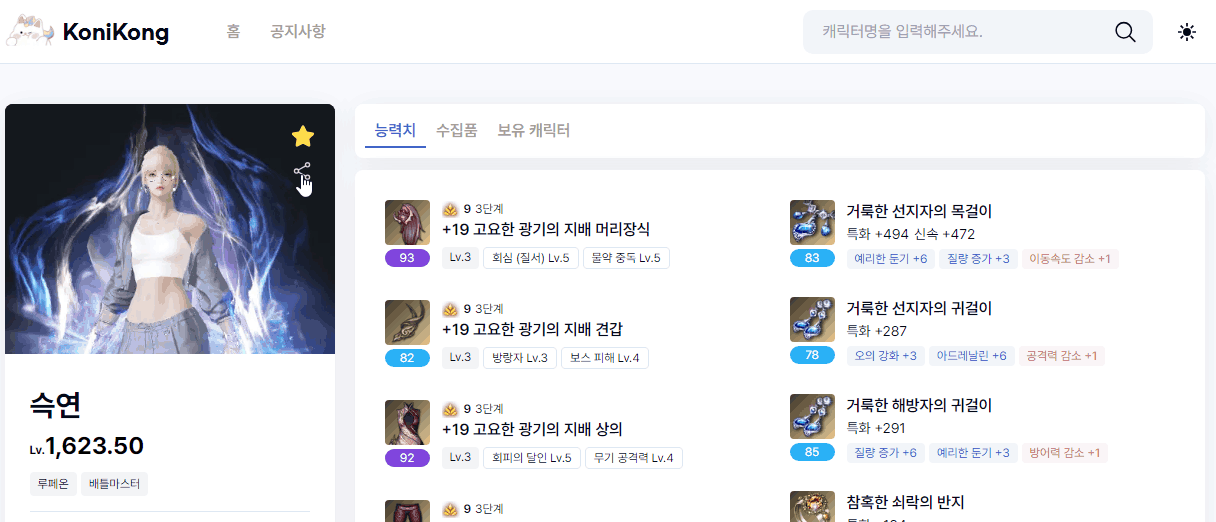 KoniKong
홈
공지사항
캐릭터명을 입력해주세요.
슥연
Lv.1,623.50
루페온
배틀마스터
능력치
수집품
보유 캐릭터
9 3단계
+19 고요한 광기의 지배 머리장식
93
Lv.3
회심 (질서) Lv.5
물약 중독 Lv.5
9 3단계
+19 고요한 광기의 지배 견갑
82
Lv.3
방랑자 Lv.3
보스 피해 Lv.4
9 3단계
+19 고요한 광기의 지배 상의
92
Lv.3
회피의 달인 Lv.5
무기 공격력 Lv.4
9 3단계
거룩한 선지자의 목걸이
특화 +494 신속 +472
83
예리한 둔기 +6
질량 증가 +3
이동속도 감소 +1
거룩한 선지자의 귀걸이
특화 +287
78
오의 강화 +3
아드레날린 +6
공격력 감소 +1
거룩한 해방자의 귀걸이
특화 +291
85
질량 증가 +6
예리한 둔기 +3
방어력 감소 +1
참혹한 쇠락의 반지